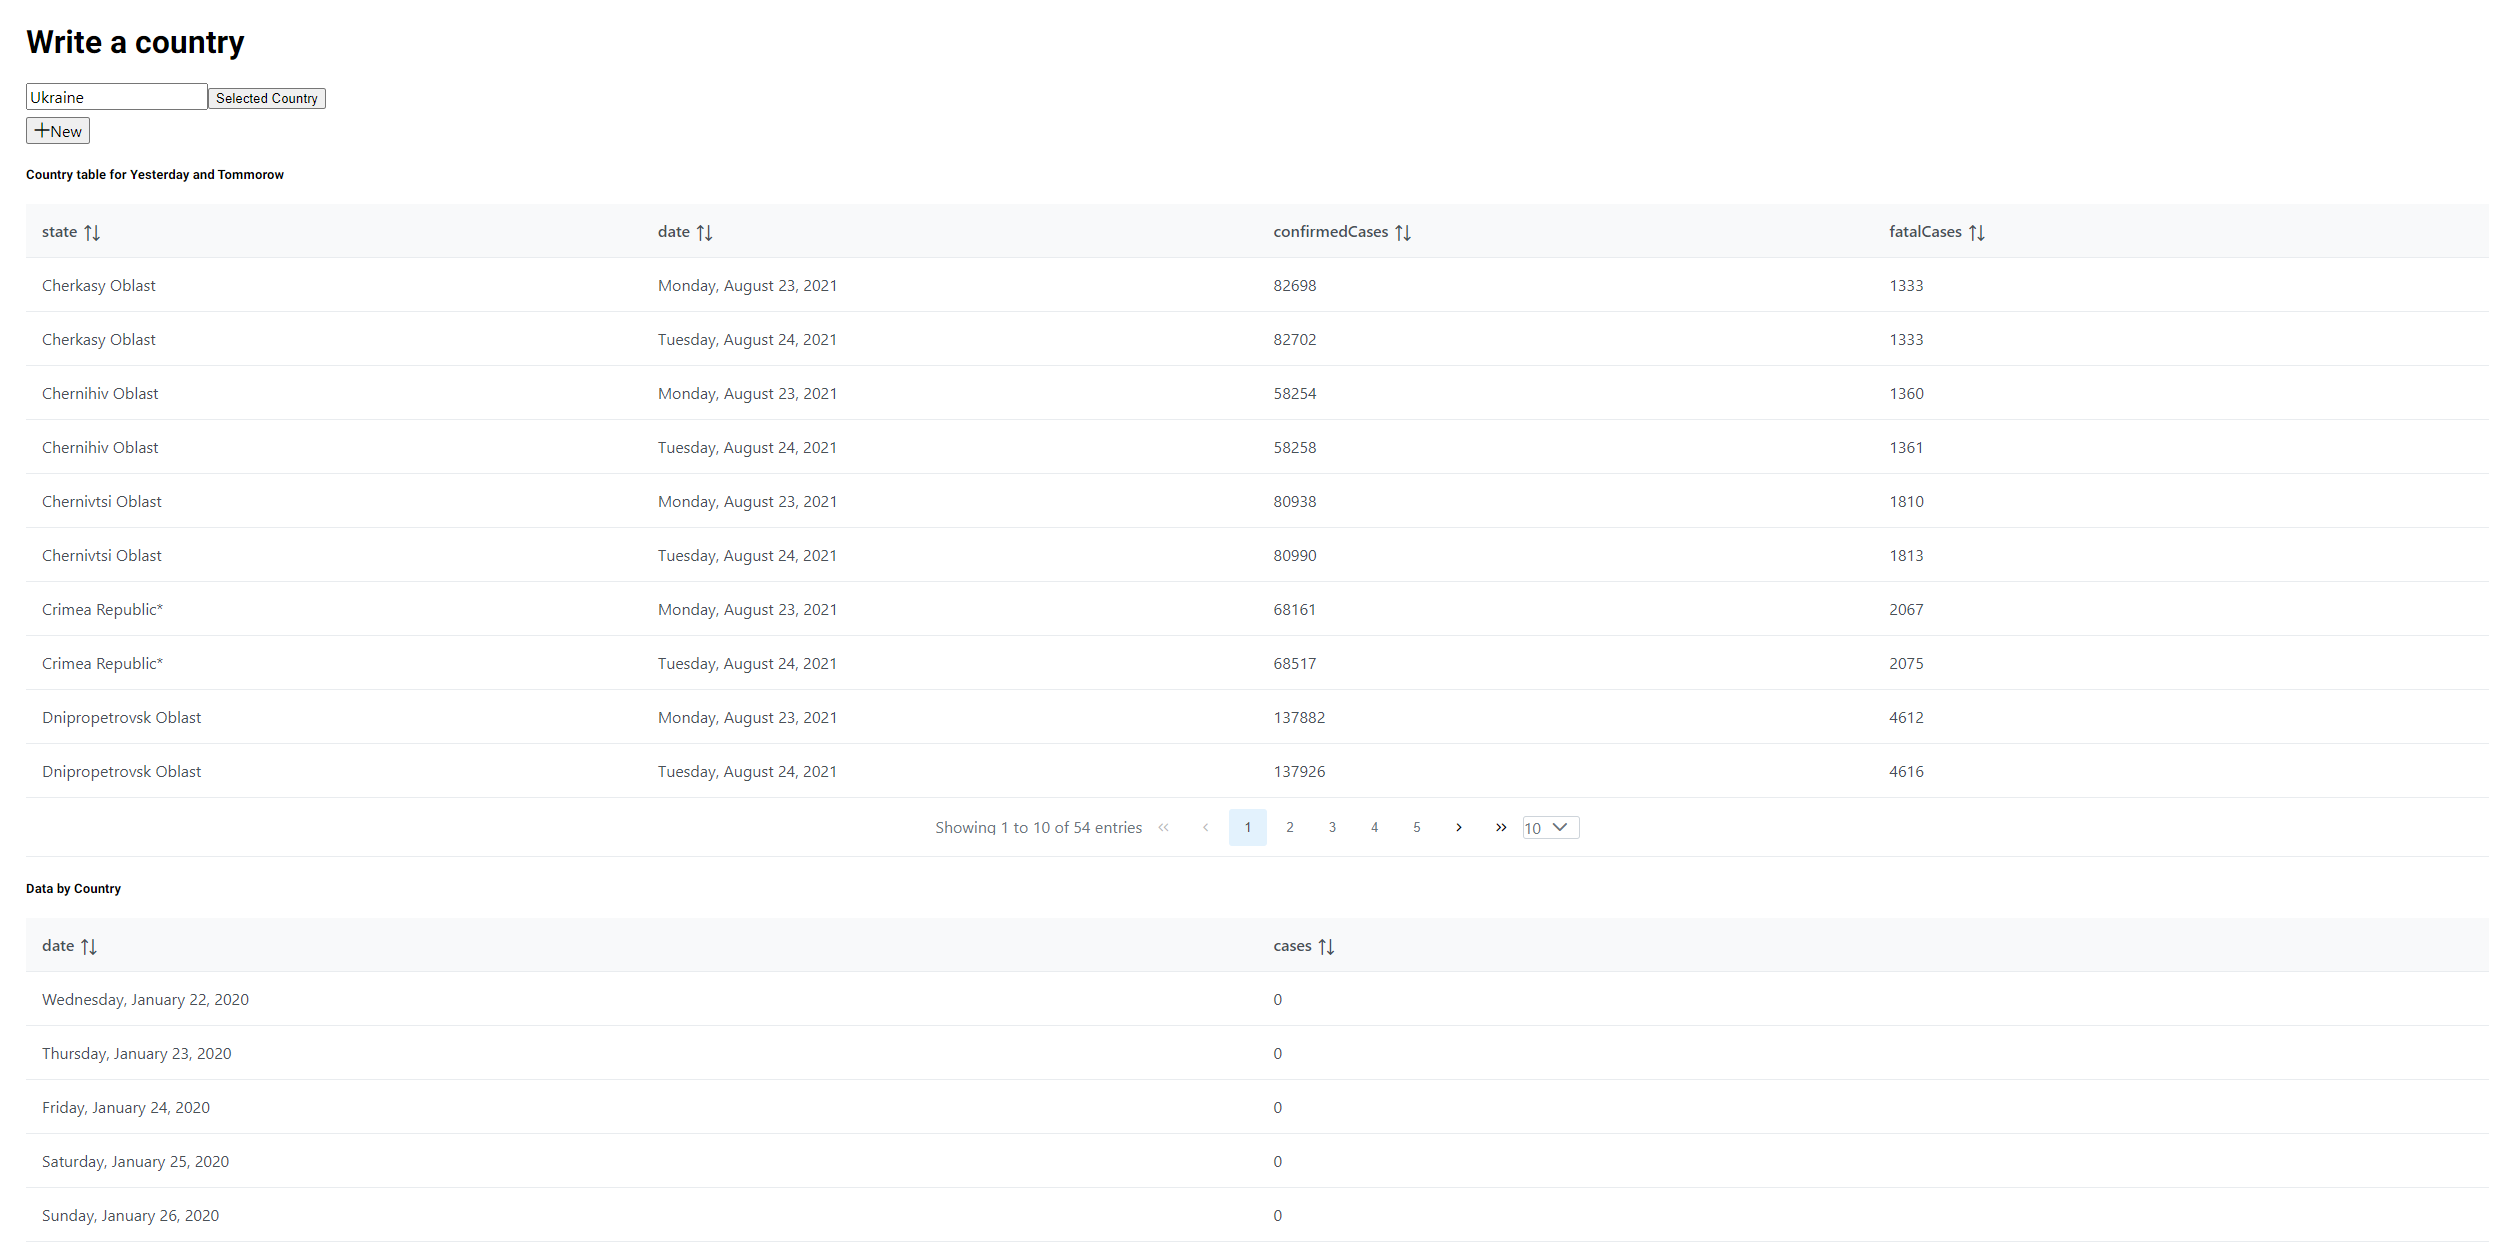 Write a country
Ukraine Selected Country
New
Country table for Yesterday and Tommorow
state date confirmedCases fatalCases
Cherkasy Oblast Monday, August 23, 2021 82698 1333
Cherkasy Oblast Tuesday, August 24, 2021 82702 1333
Chernihiv Oblast Monday, August 23, 2021 58254 1360
Chernihiv Oblast Tuesday, August 24, 2021 58258 1361
Chernivtsi Oblast Monday, August 23, 2021 80938 1810
Chernivtsi Oblast Tuesday, August 24, 2021 80990 1813
Crimea Republic* Monday, August 23, 2021 68161 2067
Crimea Republic* Tuesday, August 24, 2021 68517 2075
Dnipropetrovsk Oblast Monday, August 23, 2021 137882 4612
Dnipropetrovsk Oblast Tuesday, August 24, 2021 137926 4616
Showing 1 to 10 of 54 entries « ‹ 1 2 3 4 5 › » 10
Data by Country
date cases
Wednesday, January 22, 2020 0
Thursday, January 23, 2020 0
Friday, January 24, 2020 0
Saturday, January 25, 2020 0
Sunday, January 26, 2020 0